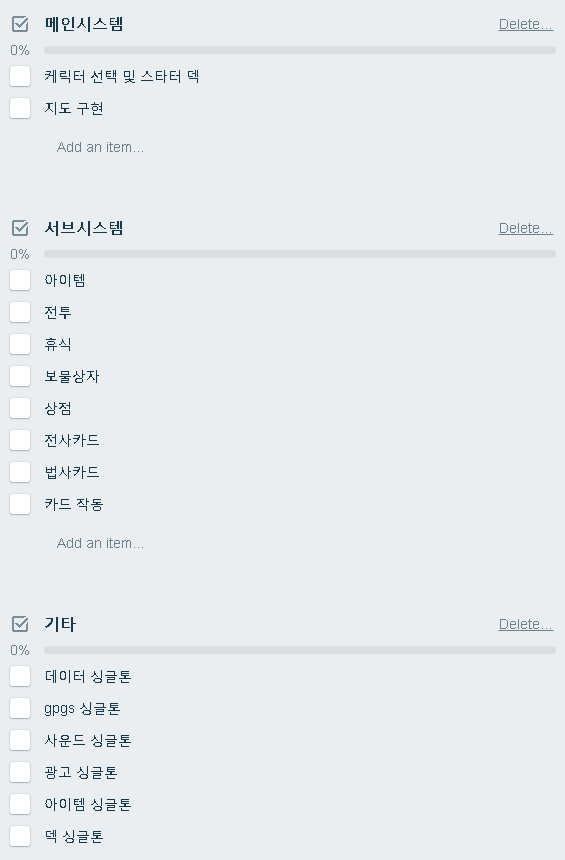 메인시스템 Delete...
0%
케릭터 선택 및 스타터 덱
지도 구현
Add an item...
서브시스템 Delete...
0%
아이템
전투
휴식
보물상자
상점
전사카드
법사카드
카드 작동
Add an item...
기타 Delete...
0%
데이터 싱글톤
gpgs 싱글톤
사운드 싱글톤
광고 싱글톤
아이템 싱글톤
덱 싱글톤